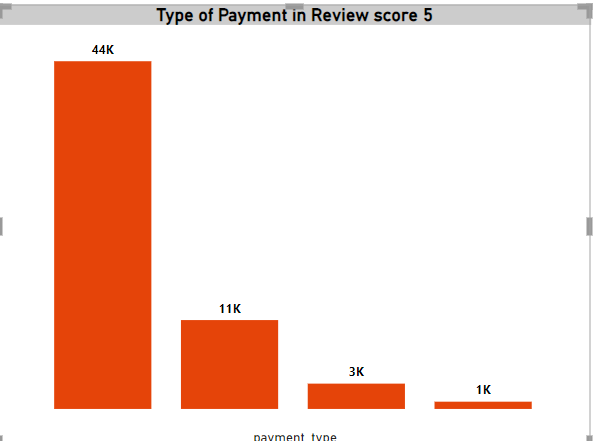 Type of Payment in Review score 5
44K
11K
3K
1K
payment_type